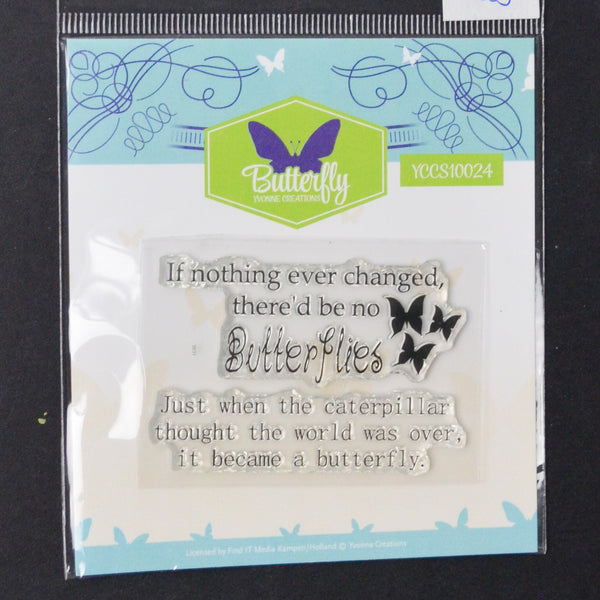 Butterfly
YVONNE CREATIONS
YCCS10024
If nothing ever changed,
there'd be no
Butterflies
Just when the caterpillar
thought the world was over,
it became a butterfly.
Licensed by Find IT Media Kampen/Holland © Yvonne Creations